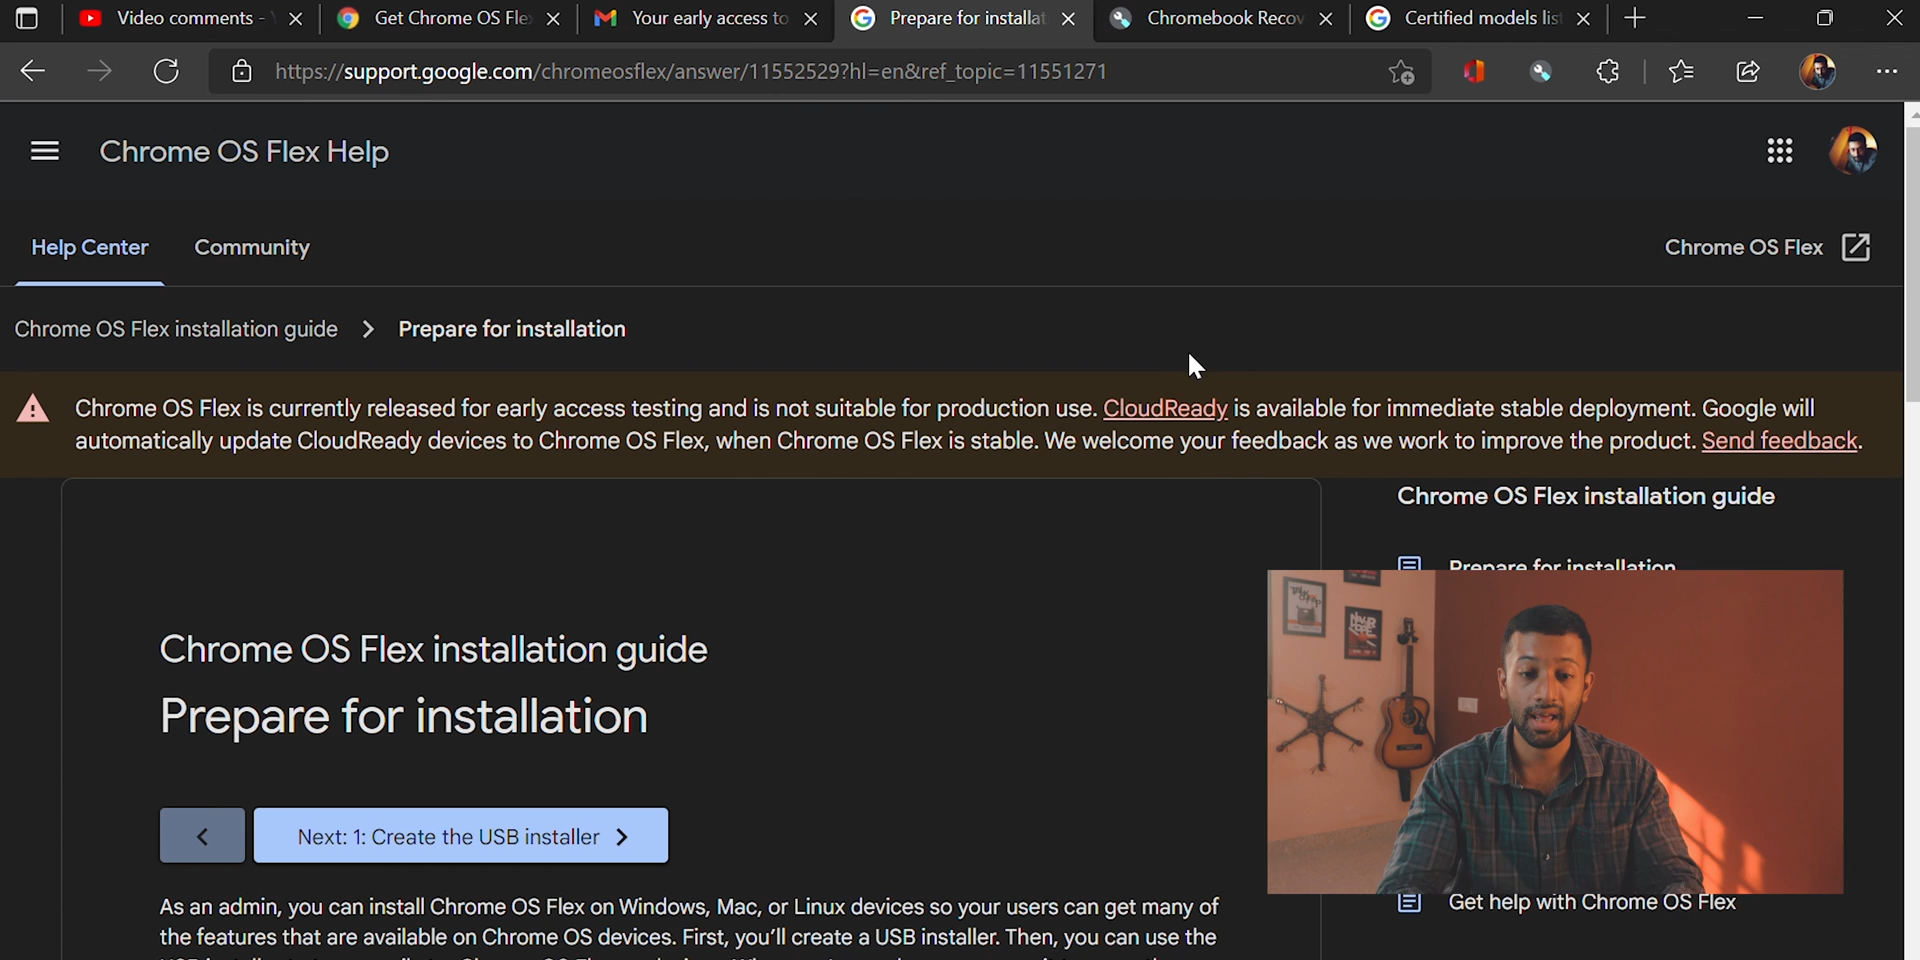 Video comments -
Get Chrome OS Fle
Your early access to
Prepare for installat
Chromebook Recov
Certified models list
https://support.google.com/chromeosflex/answer/11552529?hl=en&ref_topic=11551271
Chrome OS Flex Help
Help Center
Community
Chrome OS Flex
Chrome OS Flex installation guide > Prepare for installation
Chrome OS Flex is currently released for early access testing and is not suitable for production use. CloudReady is available for immediate stable deployment. Google will
automatically update CloudReady devices to Chrome OS Flex, when Chrome OS Flex is stable. We welcome your feedback as we work to improve the product. Send feedback.
Chrome OS Flex installation guide
Prepare for installation
Next: 1: Create the USB installer
As an admin, you can install Chrome OS Flex on Windows, Mac, or Linux devices so your users can get many of
the features that are available on Chrome OS devices. First, you'll create a USB installer. Then, you can use the
Chrome OS Flex installation guide
Prepare for installation
Get help with Chrome OS Flex